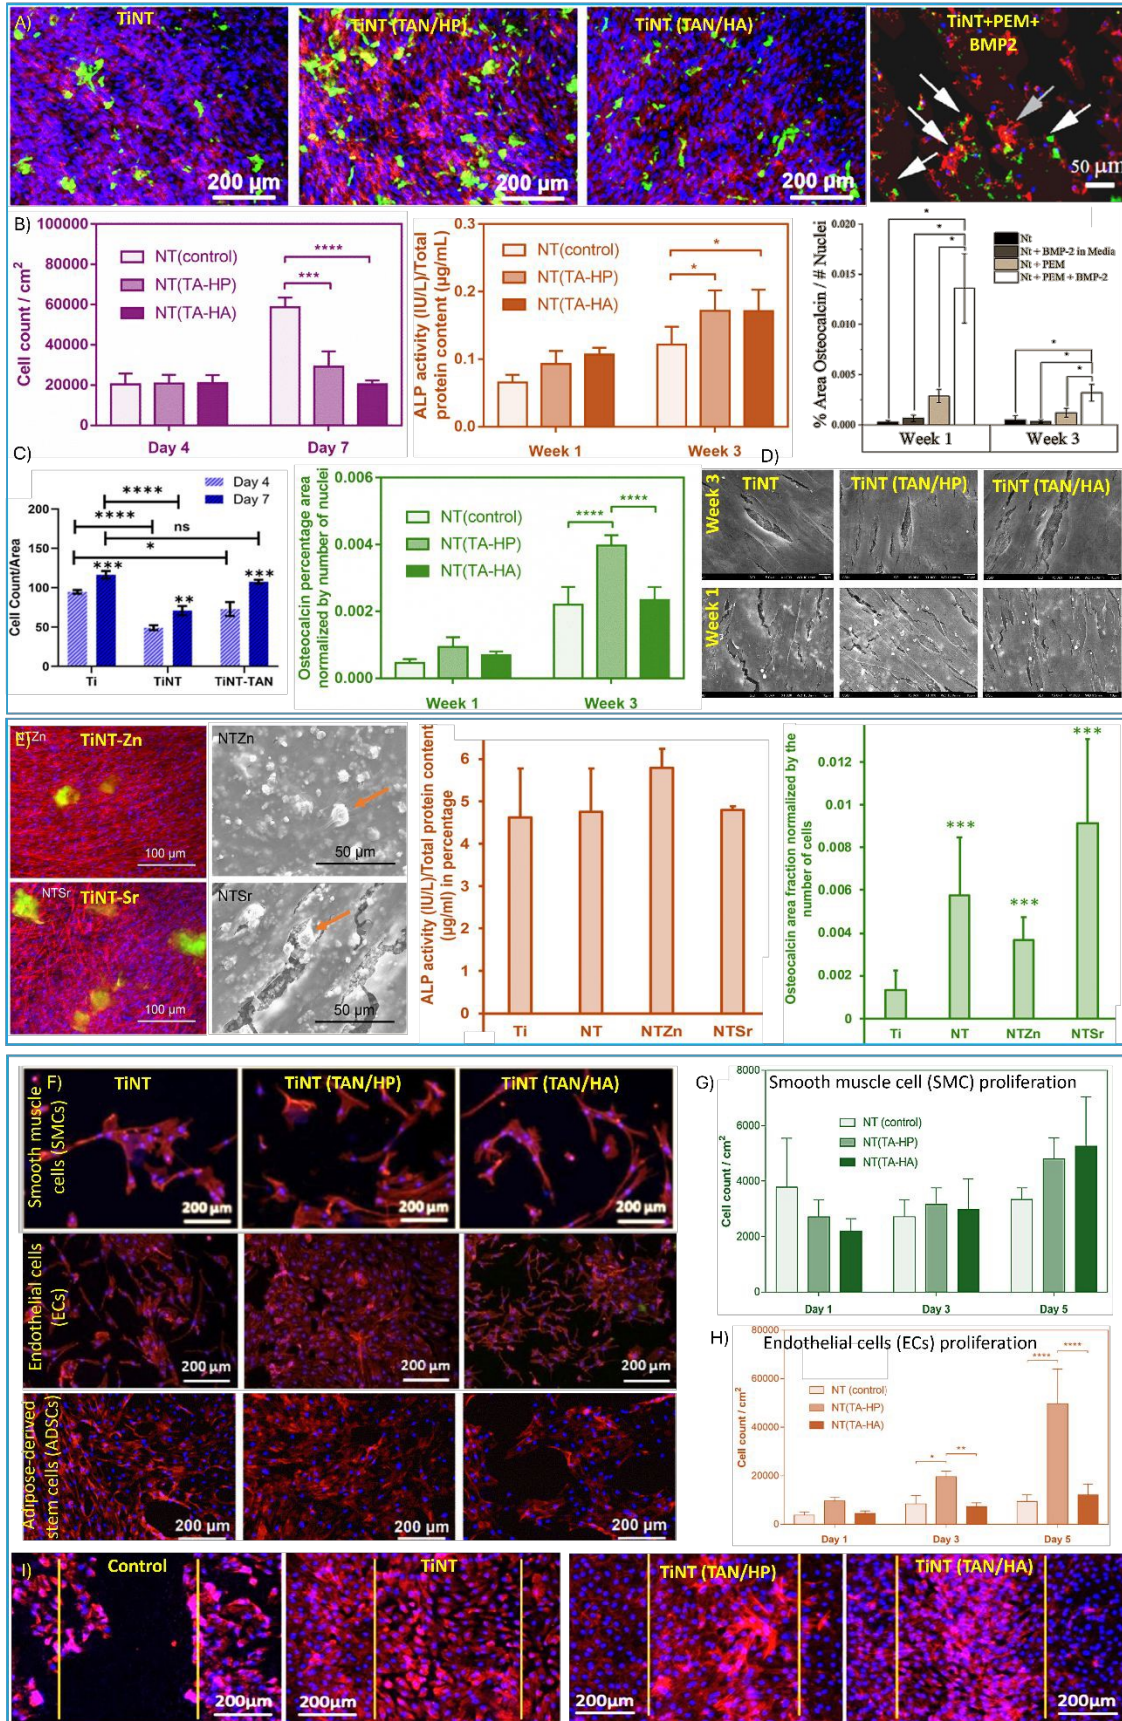 A)
TiNT
TiNT (TAN/HP)
TiNT (TAN/HA)
TiNT+PEM+
BMP2
200 µm
200 µm
200 µm
50 µm
B)
Cell count / cm²
100000
80000
60000
40000
20000
0
NT(control)
NT(TA-HP)
NT(TA-HA)
****
***
Day 4
Day 7
ALP activity (IU/L)/Total
protein content (µg/mL)
0.3
0.2
0.1
0.0
NT(control)
NT(TA-HP)
NT(TA-HA)
*
*
Week 1
Week 3
% Area Osteocalcin / # Nuclei
0.020
0.015
0.010
0.005
0.000
Nt
Nt + BMP-2 in Media
Nt + PEM
Nt + PEM + BMP-2
*
*
*
*
*
*
Week 1
Week 3
C)
Cell Count/Area
200
150
100
50
0
Day 4
Day 7
****
****
ns
*
***
**
***
Ti
TiNT
TiNT-TAN
Osteocalcin percentage area
normalized by number of nuclei
0.006
0.004
0.002
0.000
NT(control)
NT(TA-HP)
NT(TA-HA)
****
****
Week 1
Week 3
D)
Week 3
TiNT
TiNT (TAN/HP)
TiNT (TAN/HA)
Week 1
E)
NTZn
TiNT-Zn
100 µm
NTZn
50 µm
NTSr
TiNT-Sr
100 µm
NTSr
50 µm
ALP activity (IU/L)/Total protein content
(µg/ml) in percentage
6
5
4
3
2
1
0
Ti
NT
NTZn
NTSr
Osteocalcin area fraction normalized by the
number of cells
0.012
0.01
0.008
0.006
0.004
0.002
0
***
***
***
Ti
NT
NTZn
NTSr
F)
TiNT
TiNT (TAN/HP)
TiNT (TAN/HA)
Smooth muscle
cells (SMCs)
200 µm
200 µm
200 µm
Endothelial cells
(ECs)
200 µm
200 µm
200 µm
Adipose-derived
stem cells (ADSCs)
200 µm
200 µm
200 µm
G)
Smooth muscle cell (SMC) proliferation
Cell count / cm²
8000
6000
4000
2000
0
NT (control)
NT(TA-HP)
NT(TA-HA)
Day 1
Day 3
Day 5
H)
Endothelial cells (ECs) proliferation
Cell count / cm²
80000
60000
40000
20000
0
NT (control)
NT(TA-HP)
NT(TA-HA)
*
**
****
****
Day 1
Day 3
Day 5
I)
Control
TiNT
TiNT (TAN/HP)
TiNT (TAN/HA)
200µm
200µm
200µm
200µm